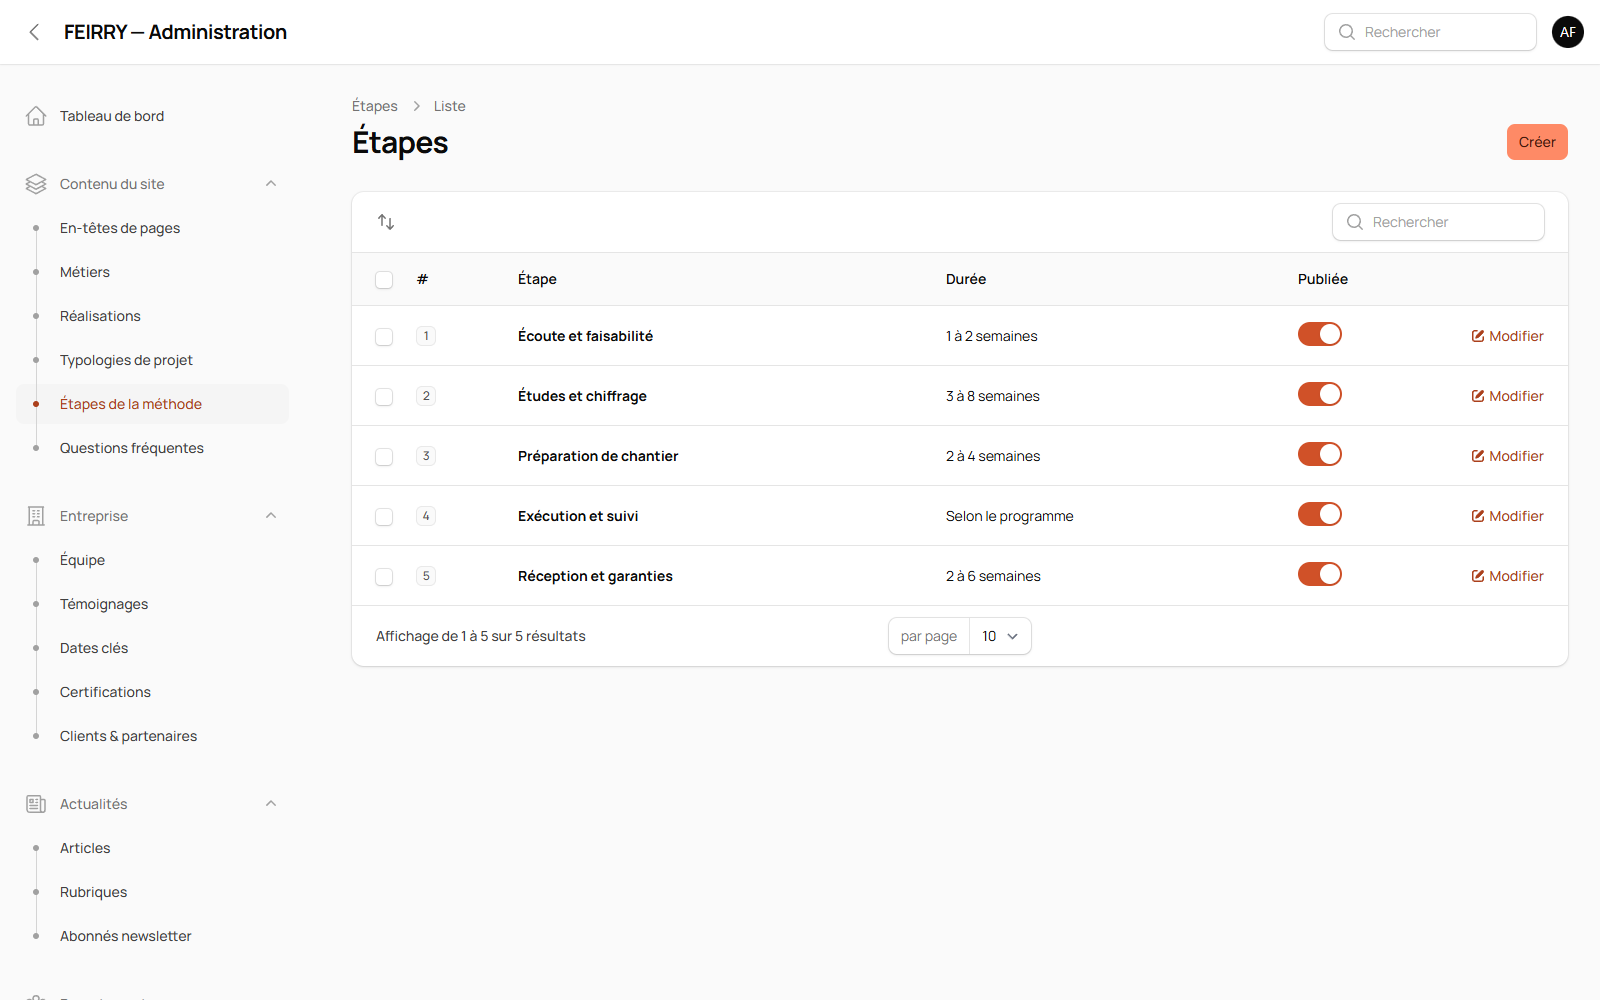 FEIRRY — Administration
Rechercher
AF
Tableau de bord
Contenu du site
En-têtes de pages
Métiers
Réalisations
Typologies de projet
Étapes de la méthode
Questions fréquentes
Entreprise
Équipe
Témoignages
Dates clés
Certifications
Clients & partenaires
Actualités
Articles
Rubriques
Abonnés newsletter
Étapes
Liste
Étapes
Créer
Rechercher
# Étape Durée Publiée
1 Écoute et faisabilité 1 à 2 semaines Modifier
2 Études et chiffrage 3 à 8 semaines Modifier
3 Préparation de chantier 2 à 4 semaines Modifier
4 Exécution et suivi Selon le programme Modifier
5 Réception et garanties 2 à 6 semaines Modifier
Affichage de 1 à 5 sur 5 résultats
par page 10